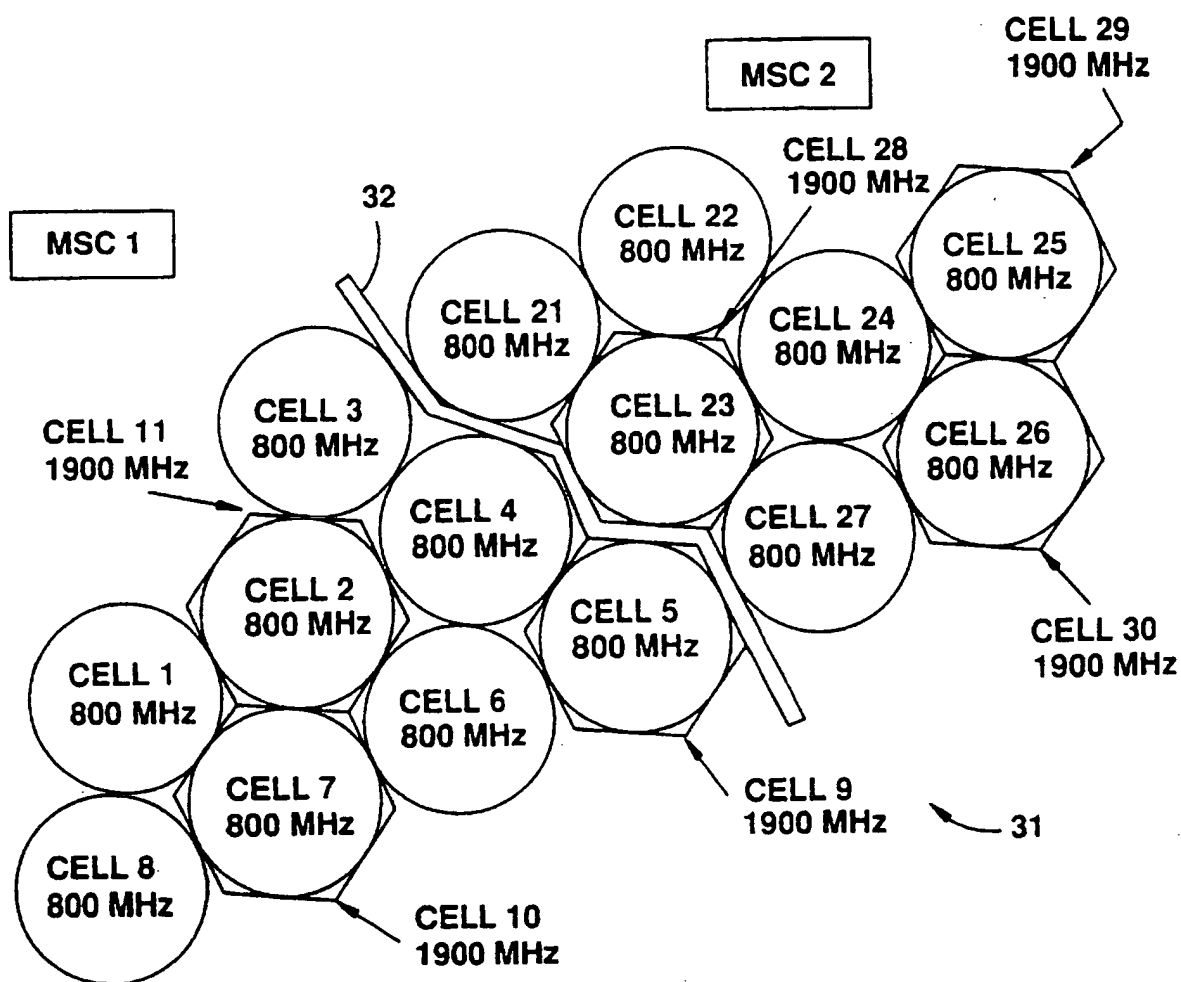 CELL 29
1900 MHz
MSC 2
CELL 28
1900 MHz
32
CELL 22
800 MHz
MSC 1
CELL 25
800 MHz
CELL 21
800 MHz
CELL 24
800 MHz
CELL 3
800 MHz
CELL 23
800 MHz
CELL 11
1900 MHz
CELL 26
800 MHz
CELL 4
800 MHz
CELL 27
800 MHz
CELL 2
800 MHz
CELL 5
800 MHz
CELL 30
1900 MHz
CELL 1
800 MHz
CELL 6
800 MHz
CELL 7
800 MHz
CELL 9
1900 MHz
31
CELL 8
800 MHz
CELL 10
1900 MHz